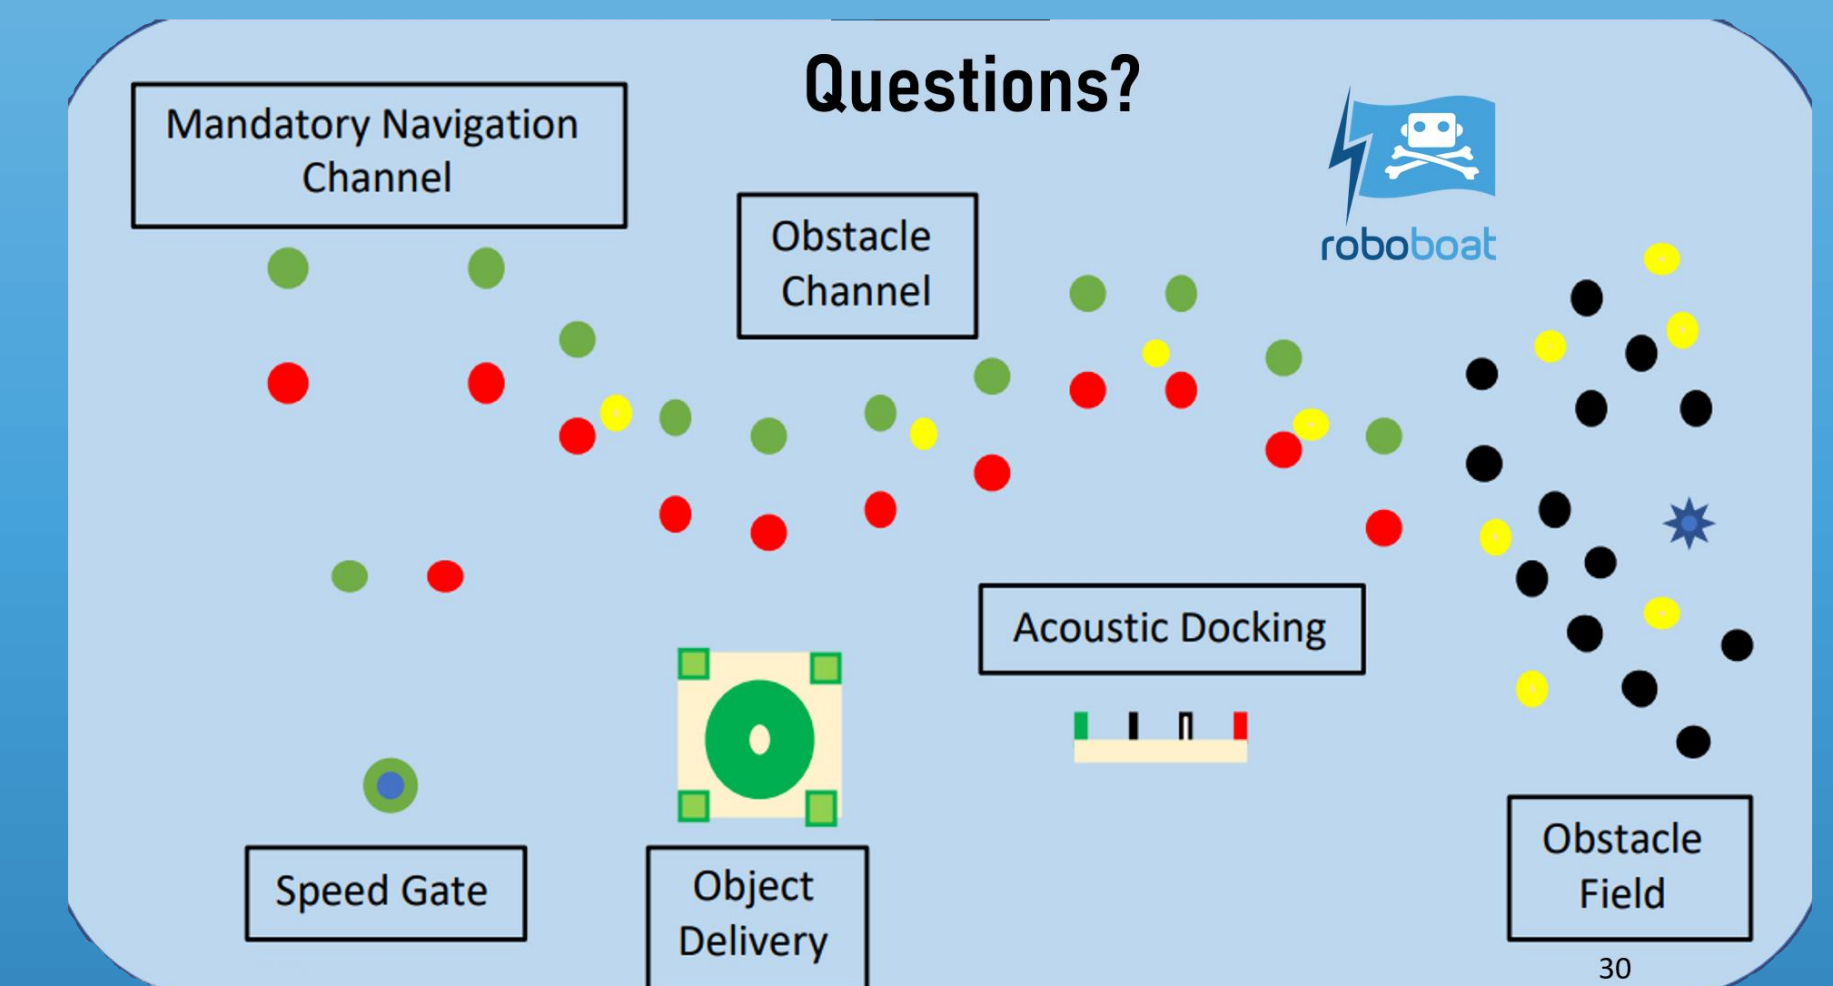 Questions?
Mandatory Navigation
Channel
roboboat
Obstacle
Channel
Acoustic Docking
Speed Gate
Object
Delivery
Obstacle
Field
30